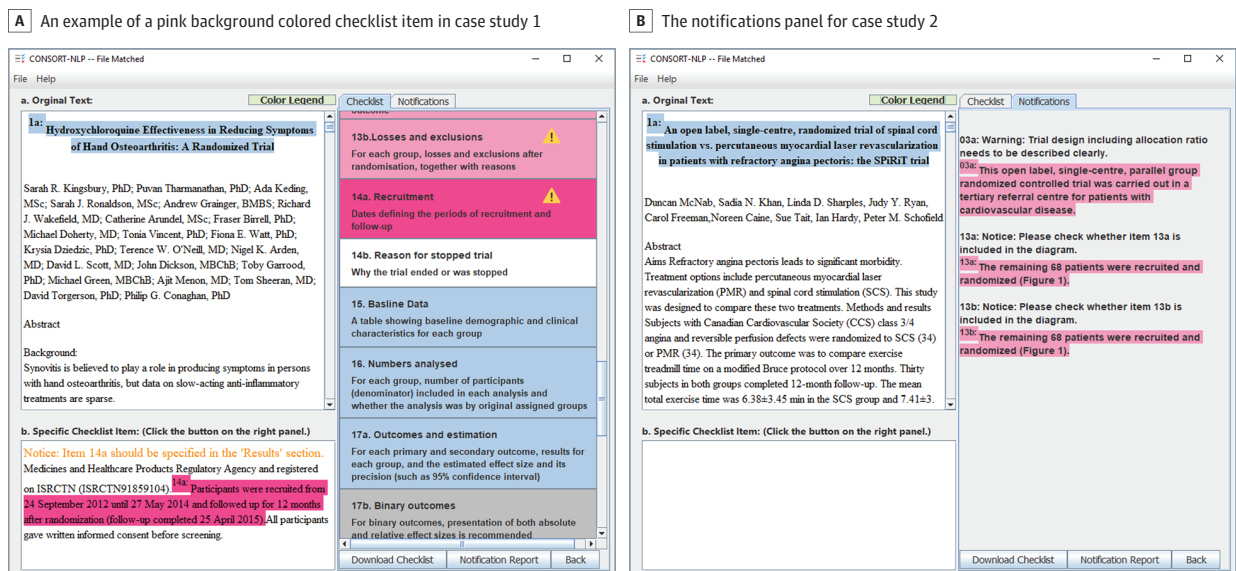 A An example of a pink background colored checklist item in case study 1
CONSORT-NLP -- File Matched
File Help
a. Orginal Text:
Color Legend
1a: Hydroxychloroquine Effectiveness in Reducing Symptoms
of Hand Osteoarthritis: A Randomized Trial
Sarah R. Kingsbury, PhD; Puvan Tharmanathan, PhD; Ada Keding,
MSc; Sarah J. Ronaldson, MSc; Andrew Grainger, BMBS; Richard
J. Wakefield, MD; Catherine Arundel, MSc; Fraser Birrell, PhD;
Michael Doherty, MD; Tonia Vincent, PhD; Fiona E. Watt, PhD;
Krysia Dziedzic, PhD; Terence W. O'Neill, MD; Nigel K. Arden,
MD; David L. Scott, MD; John Dickson, MBChB; Toby Garrood,
PhD; Michael Green, MBChB; Ajit Menon, MD; Tom Sheeran, MD;
David Torgerson, PhD; Philip G. Conaghan, PhD
Abstract
Background:
Synovitis is believed to play a role in producing symptoms in persons
with hand osteoarthritis, but data on slow-acting anti-inflammatory
treatments are sparse.
b. Specific Checklist Item: (Click the button on the right panel.)
Notice: Item 14a should be specified in the 'Results' section.
Medicines and Healthcare Products Regulatory Agency and registered
on ISRCTN (ISRCTN91859104). 14a: Participants were recruited from
24 September 2012 until 27 May 2014 and followed up for 12 months
after randomization (follow-up completed 25 April 2015). All participants
gave written informed consent before screening.
Checklist Notifications
outcome
13b.Losses and exclusions
For each group, losses and exclusions after
randomisation, together with reasons
14a. Recruitment
Dates defining the periods of recruitment and
follow-up
14b. Reason for stopped trial
Why the trial ended or was stopped
15. Basline Data
A table showing baseline demographic and clinical
characteristics for each group
16. Numbers analysed
For each group, number of participants
(denominator) included in each analysis and
whether the analysis was by original assigned groups
17a. Outcomes and estimation
For each primary and secondary outcome, results for
each group, and the estimated effect size and its
precision (such as 95% confidence interval)
17b. Binary outcomes
For binary outcomes, presentation of both absolute
and relative effect sizes is recommended
Download Checklist Notification Report Back
B The notifications panel for case study 2
CONSORT-NLP -- File Matched
File Help
a. Orginal Text:
Color Legend
1a: An open label, single-centre, randomized trial of spinal cord
stimulation vs. percutaneous myocardial laser revascularization
in patients with refractory angina pectoris: the SPiRiT trial
Duncan McNab, Sadia N. Khan, Linda D. Sharples, Judy Y. Ryan,
Carol Freeman,Noreen Caine, Sue Tait, Ian Hardy, Peter M. Schofield
Abstract
Aims Refractory angina pectoris leads to significant morbidity.
Treatment options include percutaneous myocardial laser
revascularization (PMR) and spinal cord stimulation (SCS). This study
was designed to compare these two treatments. Methods and results
Subjects with Canadian Cardiovascular Society (CCS) class 3/4
angina and reversible perfusion defects were randomized to SCS (34)
or PMR (34). The primary outcome was to compare exercise
treadmill time on a modified Bruce protocol over 12 months. Thirty
subjects in both groups completed 12-month follow-up. The mean
total exercise time was 6.38±3.45 min in the SCS group and 7.41±3.
b. Specific Checklist Item: (Click the button on the right panel.)
Checklist Notifications
03a: Warning: Trial design including allocation ratio
needs to be described clearly.
03a: This open label, single-centre, parallel group
randomized controlled trial was carried out in a
tertiary referral centre for patients with
cardiovascular disease.
13a: Notice: Please check whether item 13a is
included in the diagram.
13a: The remaining 68 patients were recruited and
randomized (Figure 1).
13b: Notice: Please check whether item 13b is
included in the diagram.
13b: The remaining 68 patients were recruited and
randomized (Figure 1).
Download Checklist Notification Report Back